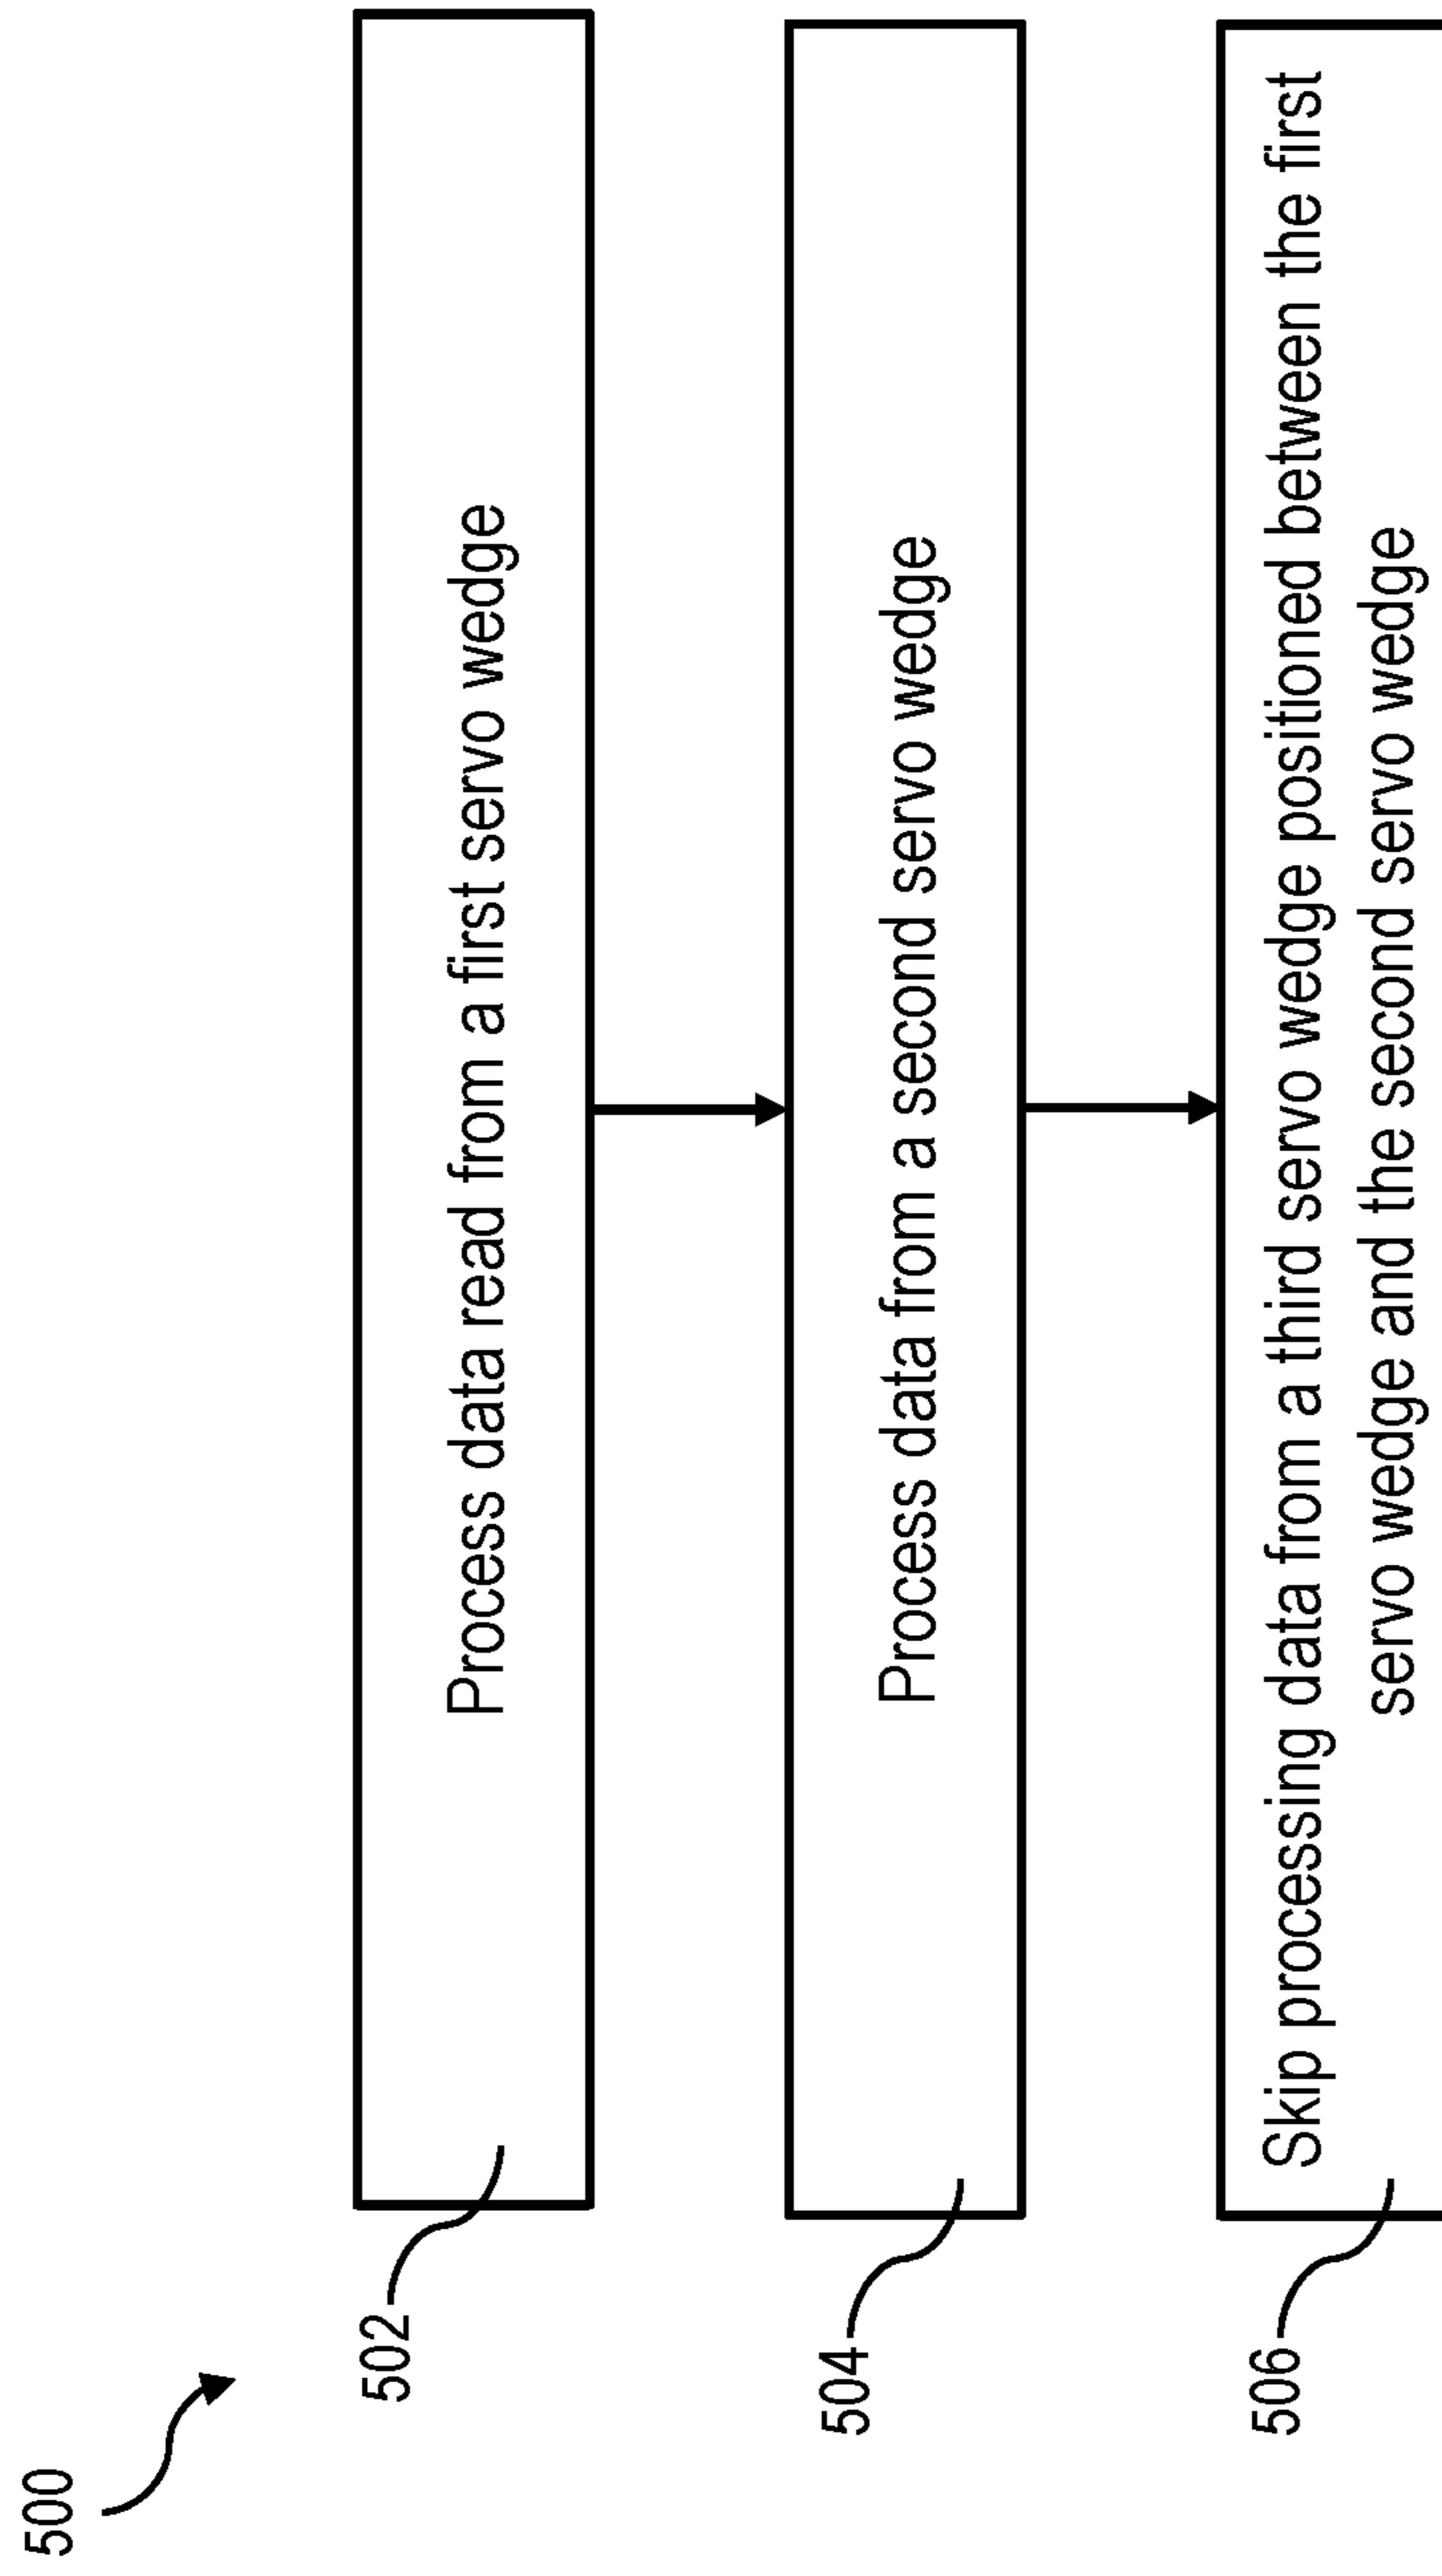 500
502
Process data read from a first servo wedge
504
Process data from a second servo wedge
506
Skip processing data from a third servo wedge positioned between the first
servo wedge and the second servo wedge